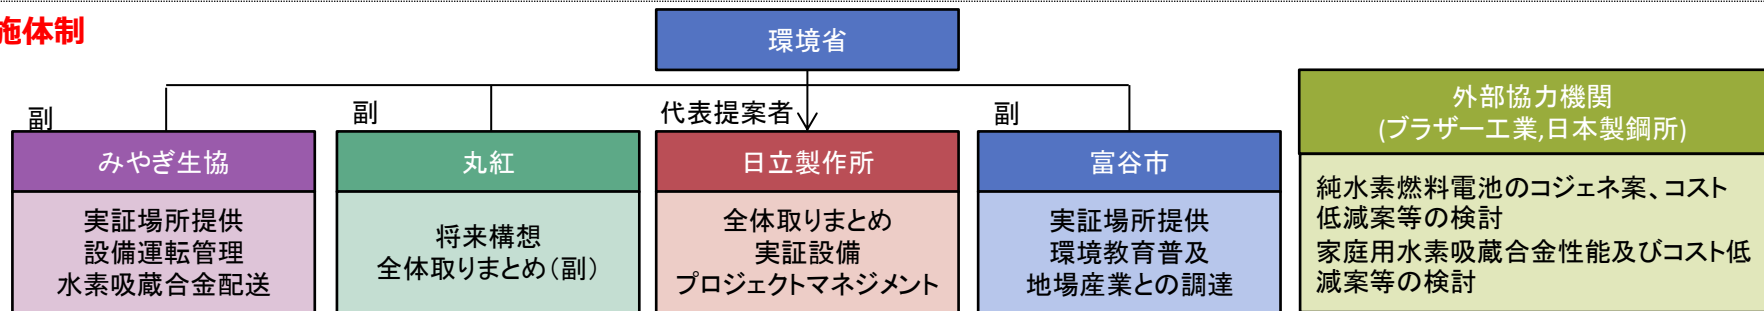 施体制
環境省
副
副
代表提案者
副
みやぎ生協
実証場所提供
設備運転管理
水素吸蔵合金配送
丸紅
将来構想
全体取りまとめ(副)
日立製作所
全体取りまとめ
実証設備
プロジェクトマネジメント
富谷市
実証場所提供
環境教育普及
地場産業との調達
外部協力機関
(ブラザー工業,日本製鋼所)
純水素燃料電池のコジェネ案、コスト
低減案等の検討
家庭用水素吸蔵合金性能及びコスト低
減案等の検討